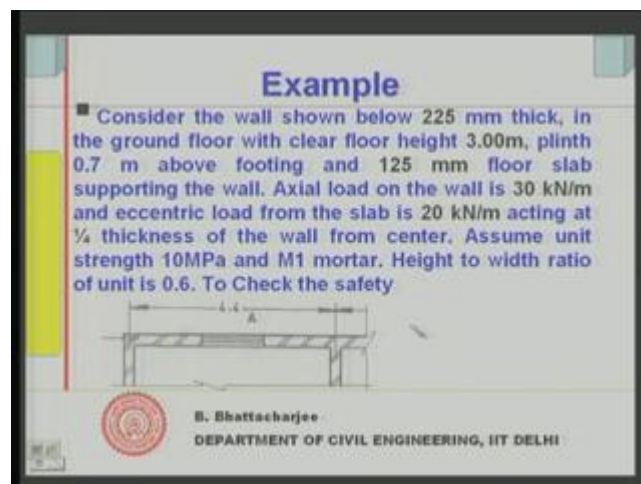 Example
Consider the wall shown below 225 mm thick, in
the ground floor with clear floor height 3.00m, plinth
0.7 m above footing and 125 mm floor slab
supporting the wall. Axial load on the wall is 30 kN/m
and eccentric load from the slab is 20 kN/m acting at
¼ thickness of the wall from center. Assume unit
strength 10MPa and M1 mortar. Height to width ratio
of unit is 0.6. To Check the safety
4.4
A
B. Bhattacharjee
DEPARTMENT OF CIVIL ENGINEERING, IIT DELHI